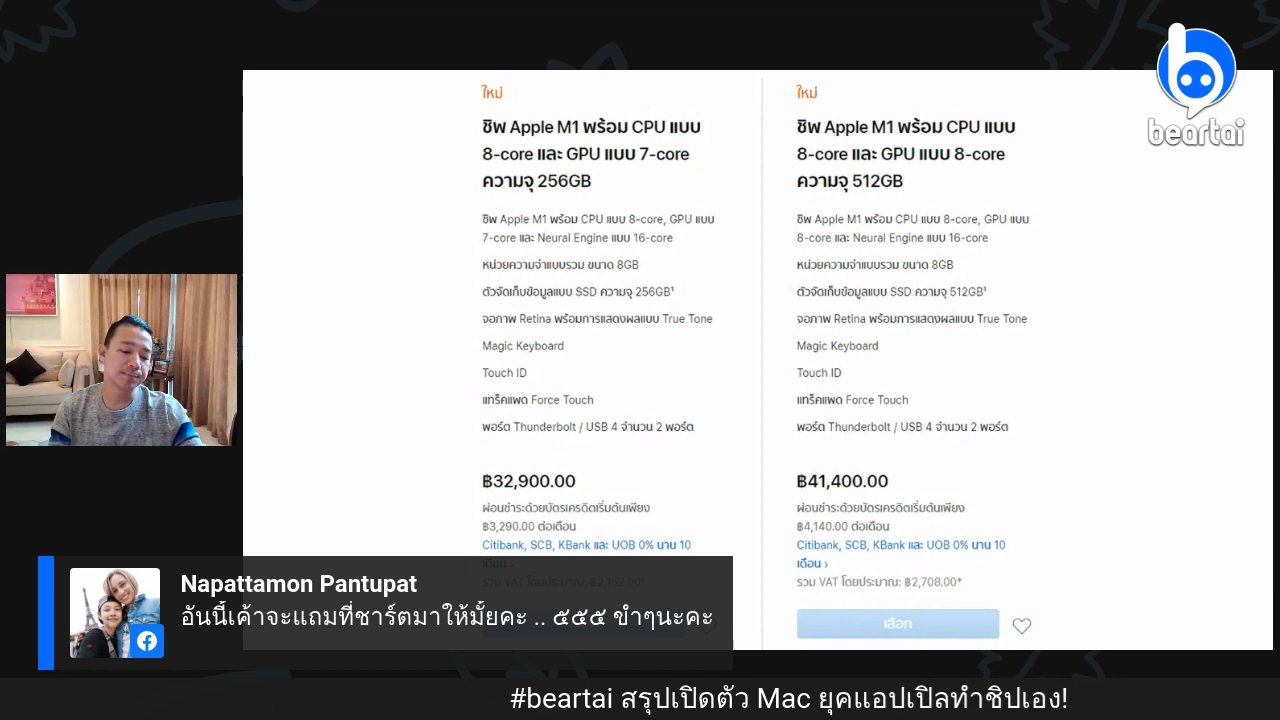 beartai
ใหม่
ชิพ Apple M1 พร้อม CPU แบบ
8-core และ GPU แบบ 7-core
ความจุ 256GB
ชิพ Apple M1 พร้อม CPU แบบ 8-core, GPU แบบ
7-core และ Neural Engine แบบ 16-core
หน่วยความจำแบบรวม ขนาด 8GB
ตัวจัดเก็บข้อมูลแบบ SSD ความจุ 256GB¹
จอภาพ Retina พร้อมการแสดงผลแบบ True Tone
Magic Keyboard
Touch ID
แทร็คแพด Force Touch
พอร์ต Thunderbolt / USB 4 จำนวน 2 พอร์ต
฿32,900.00
ผ่อนชำระด้วยบัตรเครดิตเริ่มต้นเพียง
฿3,290.00 ต่อเดือน
Citibank, SCB, KBank และ UOB 0% นาน 10
เดือน ›
รวม VAT โดยประมาณ: ฿2,152.00*
ใหม่
ชิพ Apple M1 พร้อม CPU แบบ
8-core และ GPU แบบ 8-core
ความจุ 512GB
ชิพ Apple M1 พร้อม CPU แบบ 8-core, GPU แบบ
8-core และ Neural Engine แบบ 16-core
หน่วยความจำแบบรวม ขนาด 8GB
ตัวจัดเก็บข้อมูลแบบ SSD ความจุ 512GB¹
จอภาพ Retina พร้อมการแสดงผลแบบ True Tone
Magic Keyboard
Touch ID
แทร็คแพด Force Touch
พอร์ต Thunderbolt / USB 4 จำนวน 2 พอร์ต
฿41,400.00
ผ่อนชำระด้วยบัตรเครดิตเริ่มต้นเพียง
฿4,140.00 ต่อเดือน
Citibank, SCB, KBank และ UOB 0% นาน 10
เดือน ›
รวม VAT โดยประมาณ: ฿2,708.00*
เลือก
Napattamon Pantupat
อันนี้เค้าจะแถมที่ชาร์ตมาให้มั้ยคะ .. ๕๕๕ ขำๆนะคะ
#beartai สรุปเปิดตัว Mac ยุคแอปเปิลทำชิปเอง!